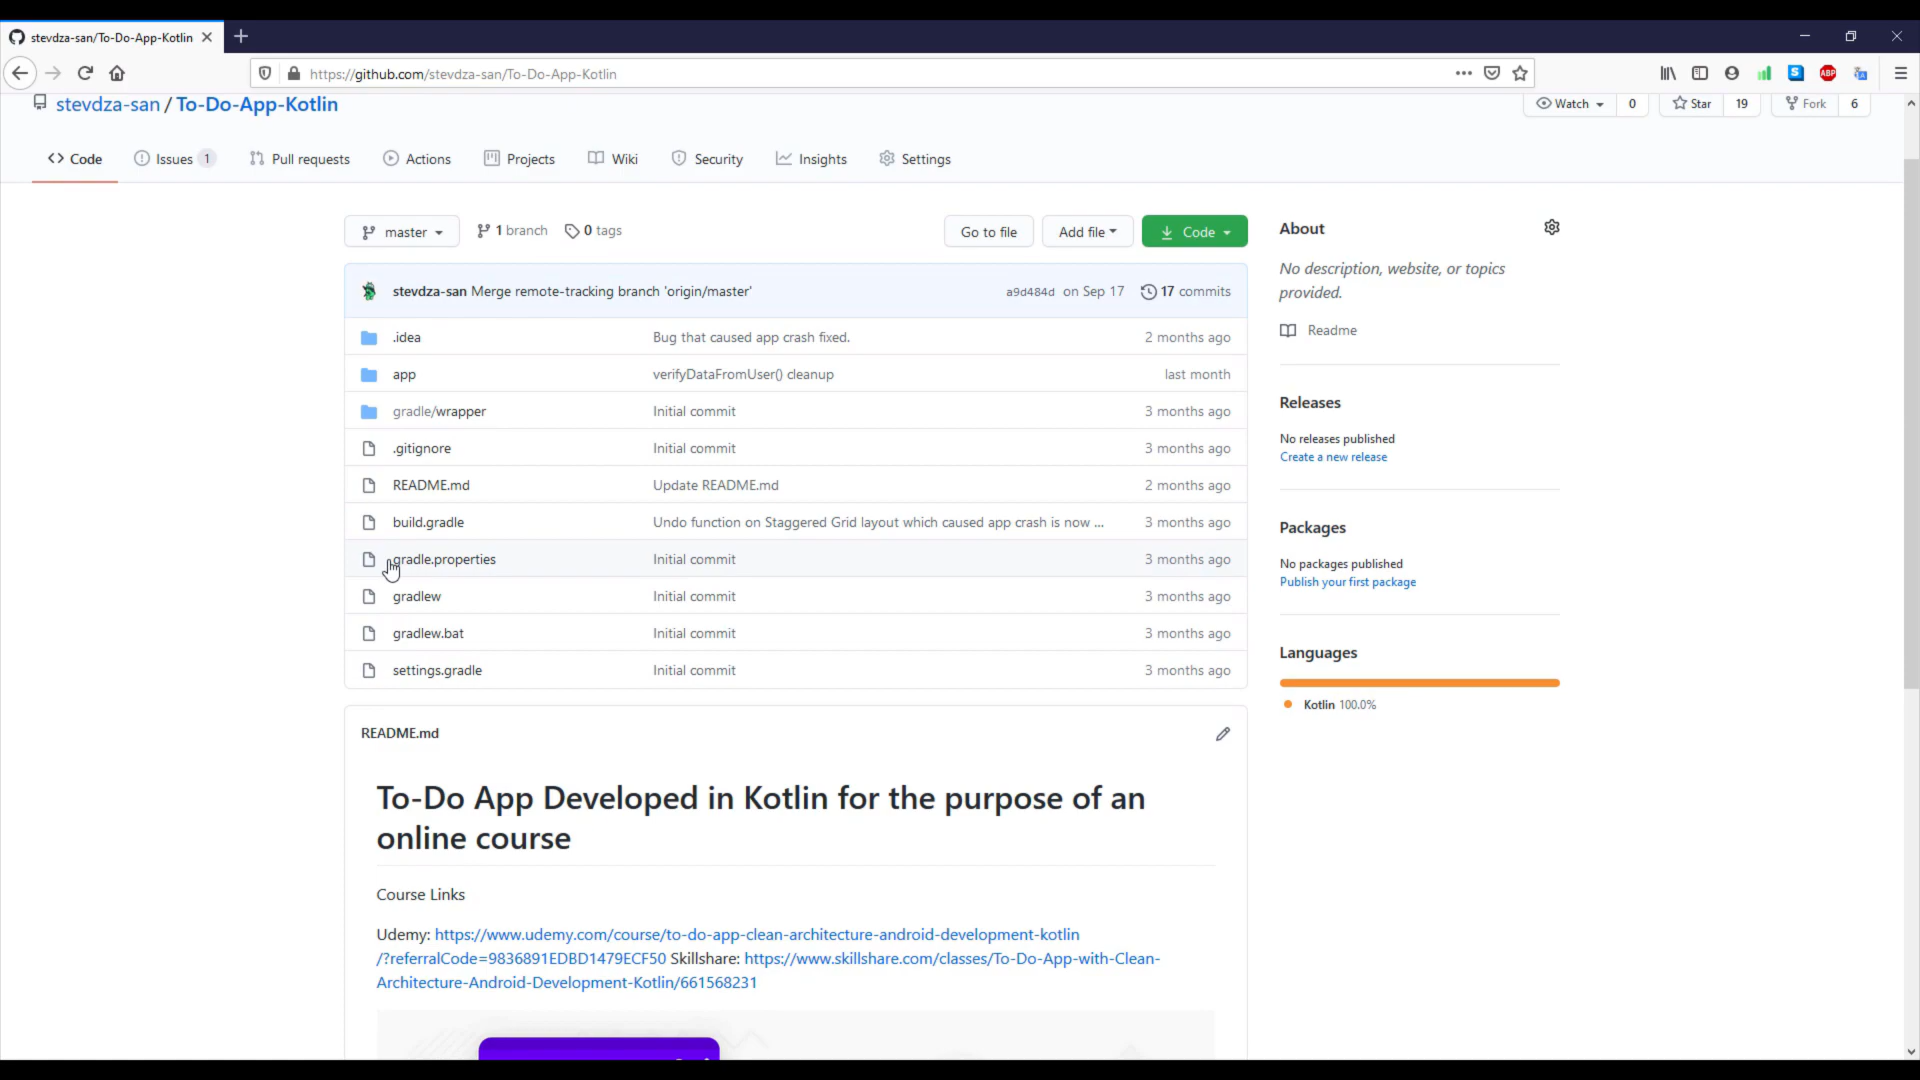 stevdza-san/To-Do-App-Kotlin
https://github.com/stevdza-san/To-Do-App-Kotlin
ABP
stevdza-san / To-Do-App-Kotlin
Watch 0 Star 19 Fork 6
Code Issues 1 Pull requests Actions Projects Wiki Security Insights Settings
master 1 branch 0 tags Go to file Add file Code
stevdza-san Merge remote-tracking branch 'origin/master' a9d484d on Sep 17 17 commits
.idea Bug that caused app crash fixed. 2 months ago
app verifyDataFromUser() cleanup last month
gradle/wrapper Initial commit 3 months ago
.gitignore Initial commit 3 months ago
README.md Update README.md 2 months ago
build.gradle Undo function on Staggered Grid layout which caused app crash is now ... 3 months ago
gradle.properties Initial commit 3 months ago
gradlew Initial commit 3 months ago
gradlew.bat Initial commit 3 months ago
settings.gradle Initial commit 3 months ago
About
No description, website, or topics
provided.
Readme
Releases
No releases published
Create a new release
Packages
No packages published
Publish your first package
Languages
Kotlin 100.0%
README.md
To-Do App Developed in Kotlin for the purpose of an
online course
Course Links
Udemy: https://www.udemy.com/course/to-do-app-clean-architecture-android-development-kotlin
/?referralCode=9836891EDBD1479ECF50 Skillshare: https://www.skillshare.com/classes/To-Do-App-with-Clean-
Architecture-Android-Development-Kotlin/661568231